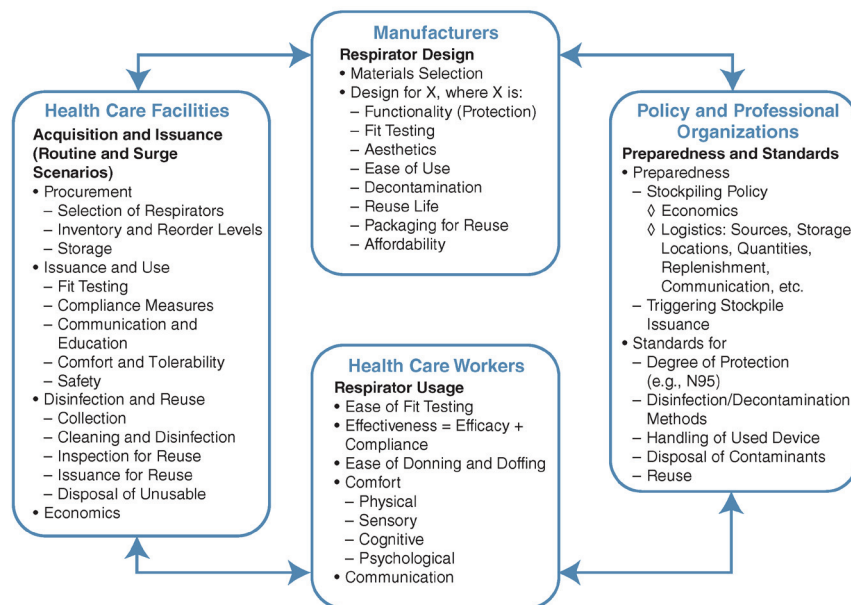 Manufacturers
Respirator Design
• Materials Selection
• Design for X, where X is:
– Functionality (Protection)
– Fit Testing
– Aesthetics
– Ease of Use
– Decontamination
– Reuse Life
– Packaging for Reuse
– Affordability
Health Care Facilities
Acquisition and Issuance
(Routine and Surge
Scenarios)
• Procurement
– Selection of Respirators
– Inventory and Reorder Levels
– Storage
• Issuance and Use
– Fit Testing
– Compliance Measures
– Communication and
Education
– Comfort and Tolerability
– Safety
• Disinfection and Reuse
– Collection
– Cleaning and Disinfection
– Inspection for Reuse
– Issuance for Reuse
– Disposal of Unusable
• Economics
Policy and Professional
Organizations
Preparedness and Standards
• Preparedness
– Stockpiling Policy
◊ Economics
◊ Logistics: Sources, Storage
Locations, Quantities,
Replenishment,
Communication, etc.
– Triggering Stockpile
Issuance
• Standards for
– Degree of Protection
(e.g., N95)
– Disinfection/Decontamination
Methods
– Handling of Used Device
– Disposal of Contaminants
– Reuse
Health Care Workers
Respirator Usage
• Ease of Fit Testing
• Effectiveness = Efficacy +
Compliance
• Ease of Donning and Doffing
• Comfort
– Physical
– Sensory
– Cognitive
– Psychological
• Communication